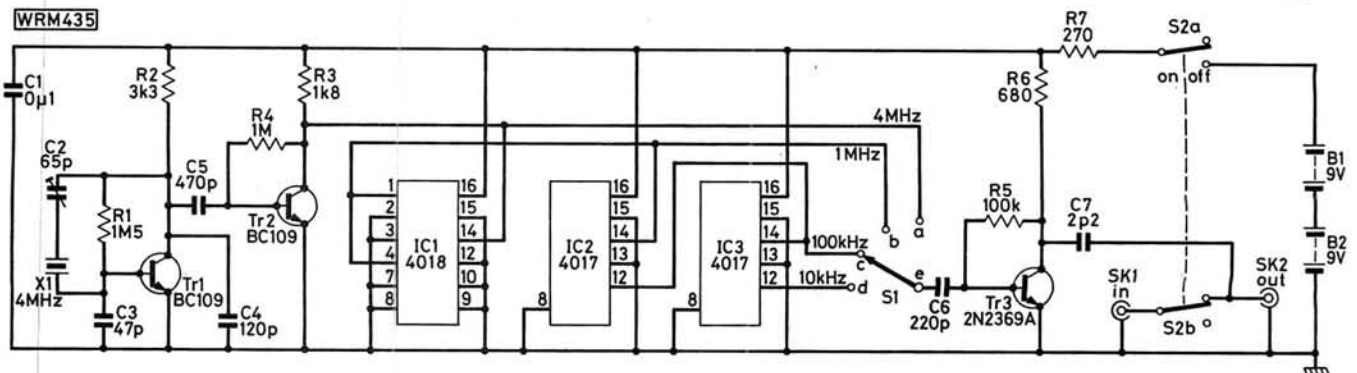 WRM435
C1
0µ1
R2
3k3
R3
1k8
R4
1M
C2
65p
C5
470p
R1
1M5
X1
4MHz
Tr1
BC109
Tr2
BC109
C3
47p
C4
120p
1
2
3
4
7
8
16
15
14
12
10
9
IC1
4018
8
16
15
14
13
12
IC2
4017
8
16
15
14
13
12
IC3
4017
4MHz
1MHz
100kHz
10kHz
a
b
c
d
e
S1
C6
220p
R5
100k
R6
680
R7
270
Tr3
2N2369A
C7
2p2
S2a
on off
SK1
in
S2b
SK2
out
B1
9V
B2
9V